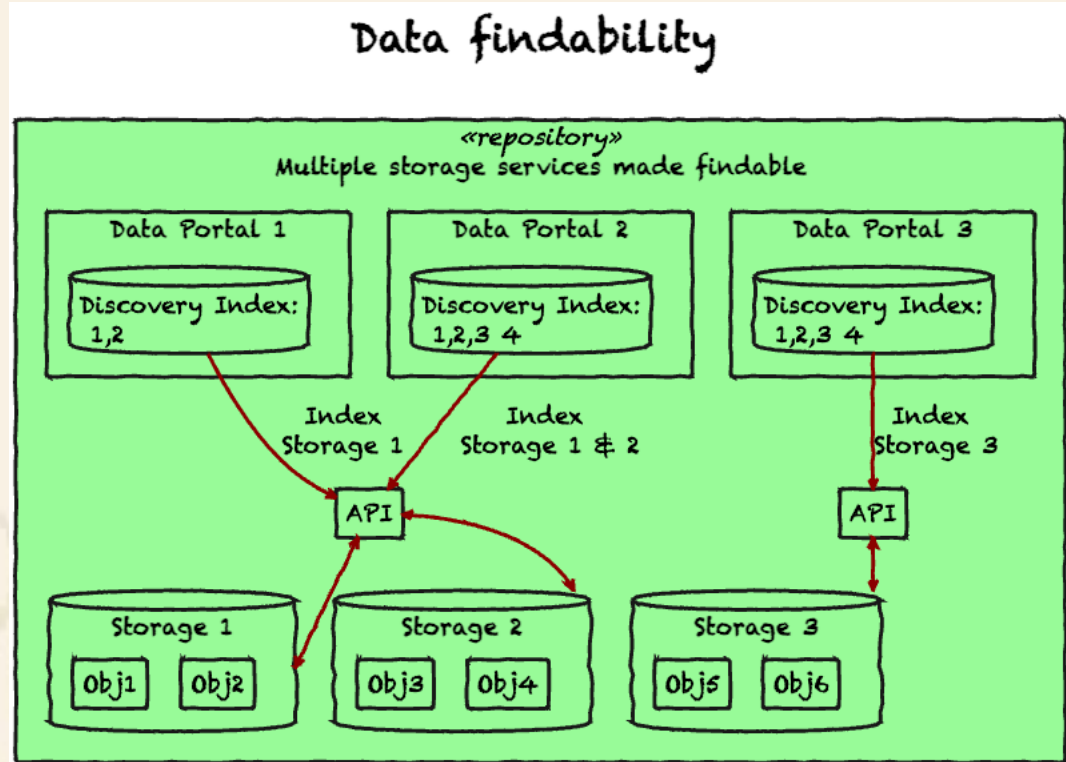 Data findability
«repository»
Multiple storage services made findable
Data Portal 1
Discovery Index:
1,2
Data Portal 2
Discovery Index:
1,2,3 4
Data Portal 3
Discovery Index:
1,2,3 4
Index
Storage 1
Index
Storage 1 & 2
Index
Storage 3
API
API
Storage 1
Obj1
Obj2
Storage 2
Obj3
Obj4
Storage 3
Obj5
Obj6